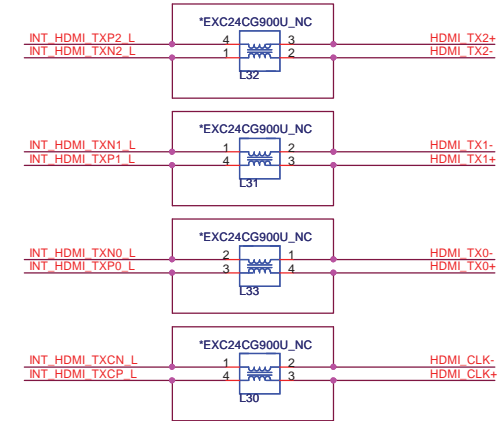 *EXC24CG900U_NC
INT_HDMI_TXP2_L 4 3 HDMI_TX2+
INT_HDMI_TXN2_L 1 2 HDMI_TX2-
L32
*EXC24CG900U_NC
INT_HDMI_TXN1_L 1 2 HDMI_TX1-
INT_HDMI_TXP1_L 4 3 HDMI_TX1+
L31
*EXC24CG900U_NC
INT_HDMI_TXN0_L 2 1 HDMI_TX0-
INT_HDMI_TXP0_L 3 4 HDMI_TX0+
L33
*EXC24CG900U_NC
INT_HDMI_TXCN_L 1 2 HDMI_CLK-
INT_HDMI_TXCP_L 4 3 HDMI_CLK+
L30